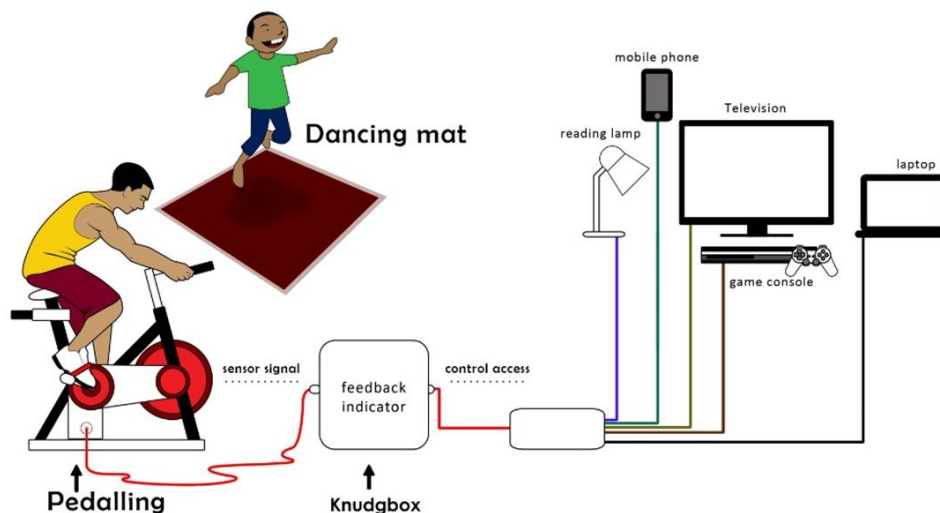 mobile phone
Television
Dancing mat
reading lamp
laptop
game console
sensor signal
control access
feedback
indicator
Pedalling
Knudgbox